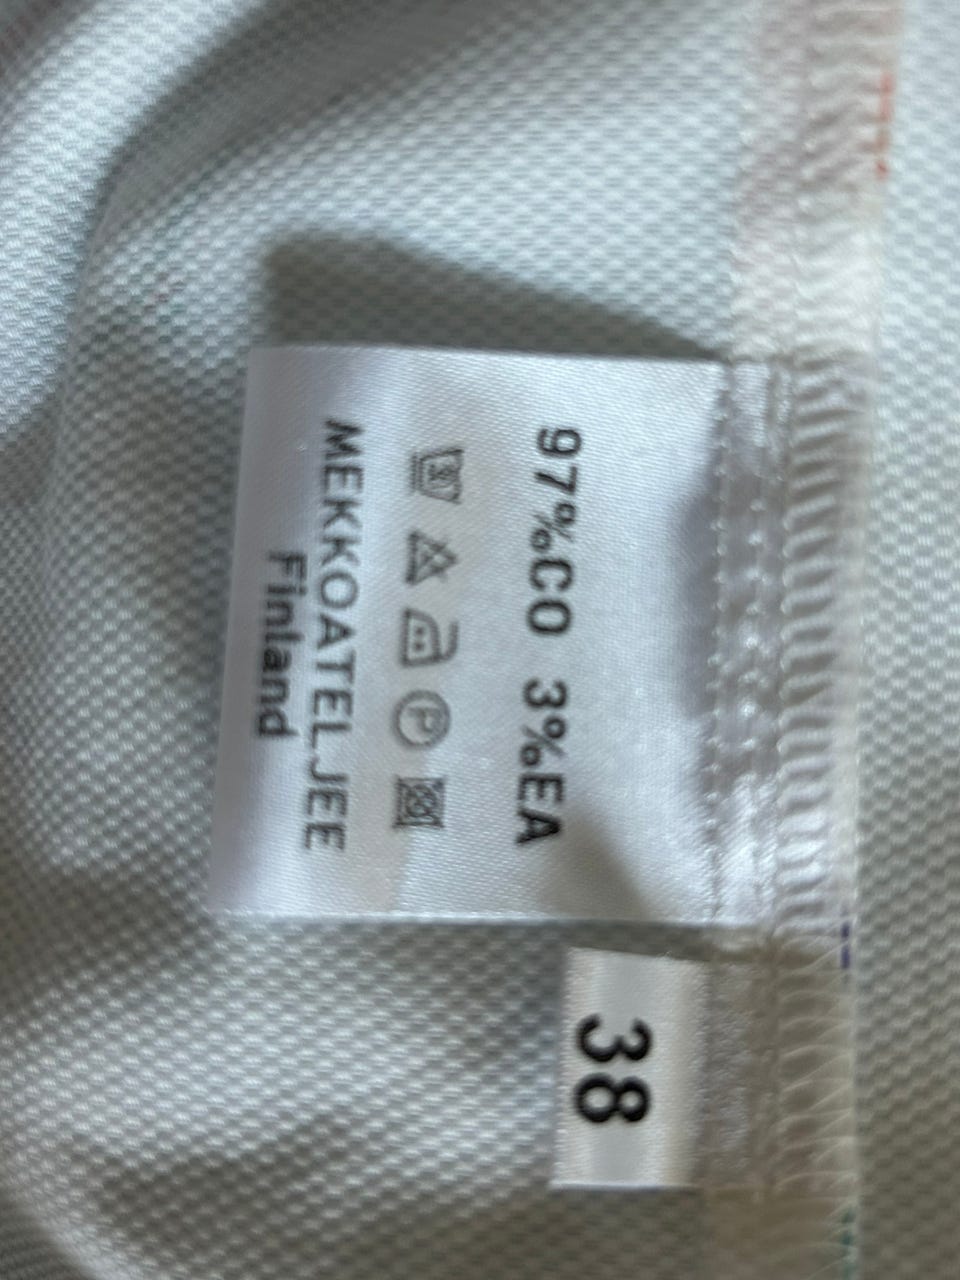 97%CO 3%EA
P
MEKKOATELJEE
Finland
38